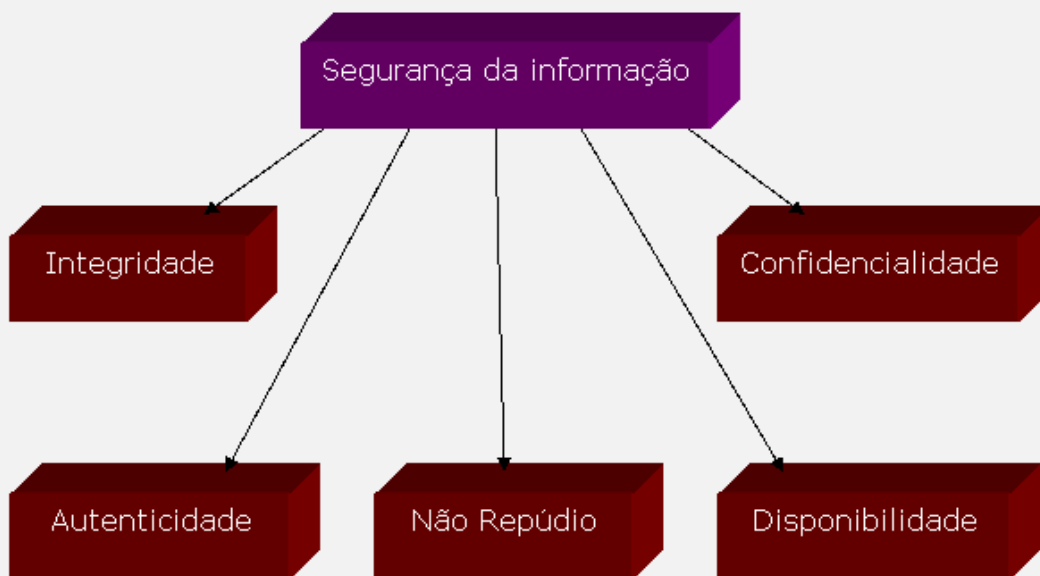 Segurança da informação
Integridade
Confidencialidade
Autenticidade
Não Repúdio
Disponibilidade